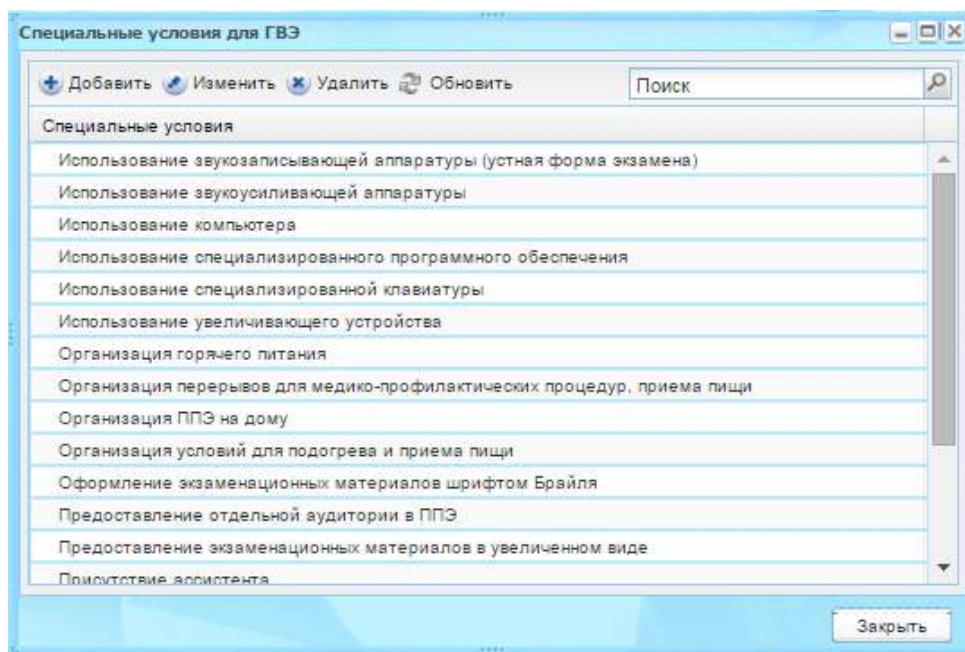 Специальные условия для ГВЭ
Добавить Изменить Удалить Обновить Поиск
Специальные условия
Использование звукозаписывающей аппаратуры (устная форма экзамена)
Использование звукоусиливающей аппаратуры
Использование компьютера
Использование специализированного программного обеспечения
Использование специализированной клавиатуры
Использование увеличивающего устройства
Организация горячего питания
Организация перерывов для медико-профилактических процедур, приема пищи
Организация ППЭ на дому
Организация условий для подогрева и приема пищи
Оформление экзаменационных материалов шрифтом Брайля
Предоставление отдельной аудитории в ППЭ
Предоставление экзаменационных материалов в увеличенном виде
Присутствие ассистента
Закрыть